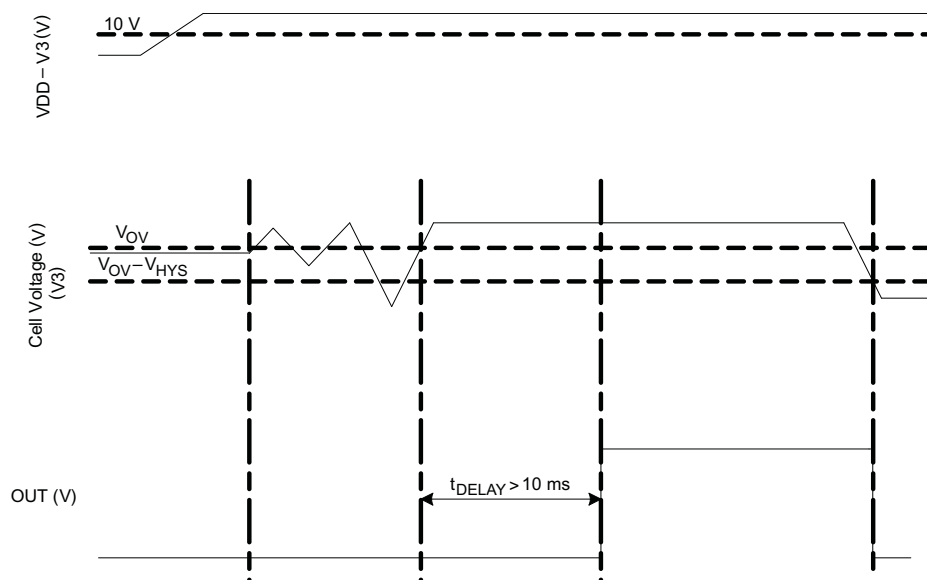 10 V
VDD – V3 (V)
VOV
VOV – VHYS
Cell Voltage (V)
(V3)
tDELAY > 10 ms
OUT (V)